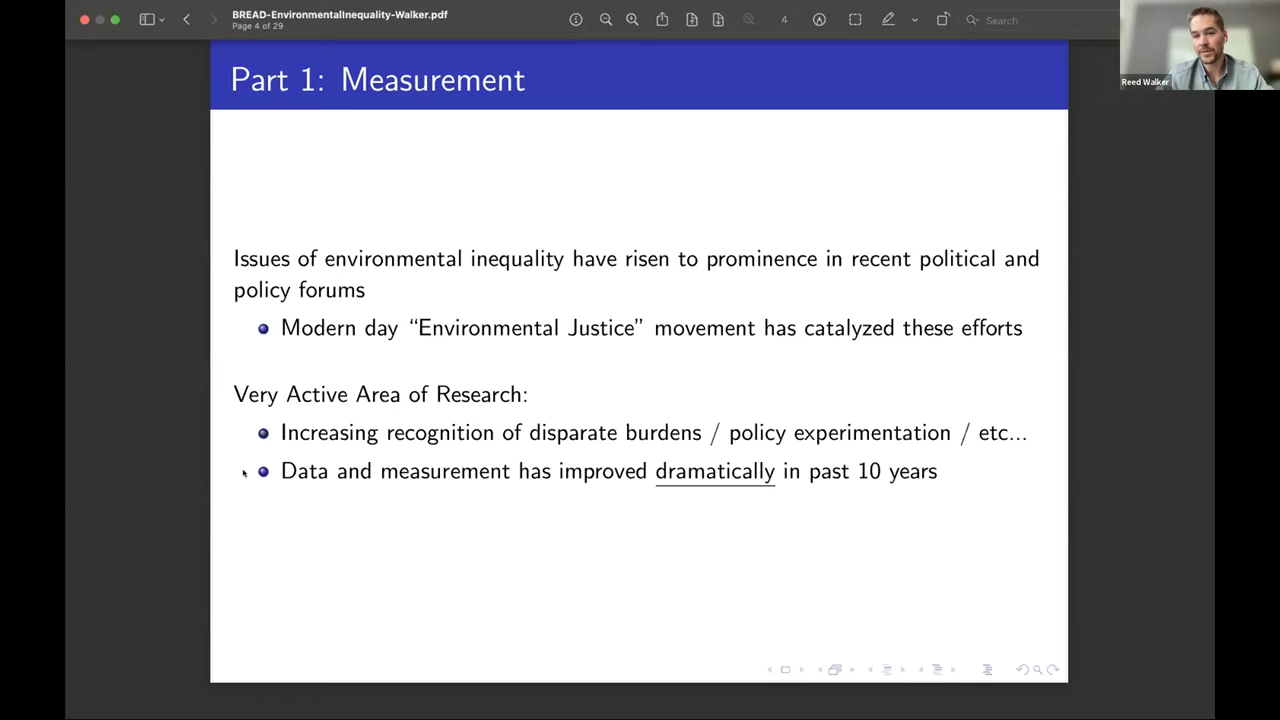 BREAD-EnvironmentalInequality-Walker.pdf
Page 4 of 29
4
Search
Reed Walker
Part 1: Measurement
Issues of environmental inequality have risen to prominence in recent political and
policy forums
Modern day “Environmental Justice” movement has catalyzed these efforts
Very Active Area of Research:
Increasing recognition of disparate burdens / policy experimentation / etc...
Data and measurement has improved dramatically in past 10 years